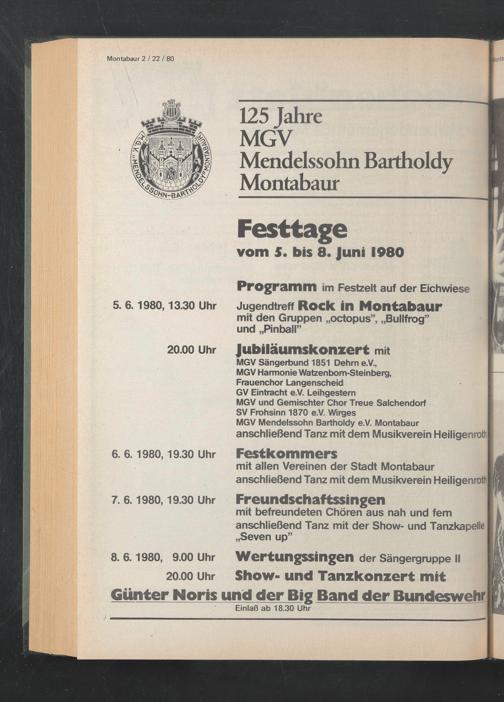 Montabaur 2 / 22 / 80
M.G.V. „MENDELSSOHN-BARTHOLDY" MONTABAUR
125 Jahre
MGV
Mendelssohn Bartholdy
Montabaur
Festtage
vom 5. bis 8. Juni 1980
Programm im Festzelt auf der Eichwiese
5. 6. 1980, 13.30 Uhr Jugendtreff Rock in Montabaur
mit den Gruppen „octopus", „Bullfrog"
und „Pinball"
20.00 Uhr Jubiläumskonzert mit
MGV Sängerbund 1851 Dehrn e.V.,
MGV Harmonie Watzenborn-Steinberg,
Frauenchor Langenscheid
GV Eintracht e.V. Leihgestern
MGV und Gemischter Chor Treue Salchendorf
SV Frohsinn 1870 e.V. Wirges
MGV Mendelssohn Bartholdy e.V. Montabaur
anschließend Tanz mit dem Musikverein Heiligenroth
6. 6. 1980, 19.30 Uhr Festkommers
mit allen Vereinen der Stadt Montabaur
anschließend Tanz mit dem Musikverein Heiligenroth
7. 6. 1980, 19.30 Uhr Freundschaftssingen
mit befreundeten Chören aus nah und fern
anschließend Tanz mit der Show- und Tanzkapelle
„Seven up"
8. 6. 1980, 9.00 Uhr Wertungssingen der Sängergruppe II
20.00 Uhr Show- und Tanzkonzert mit
Günter Noris und der Big Band der Bundeswehr
Einlaß ab 18.30 Uhr